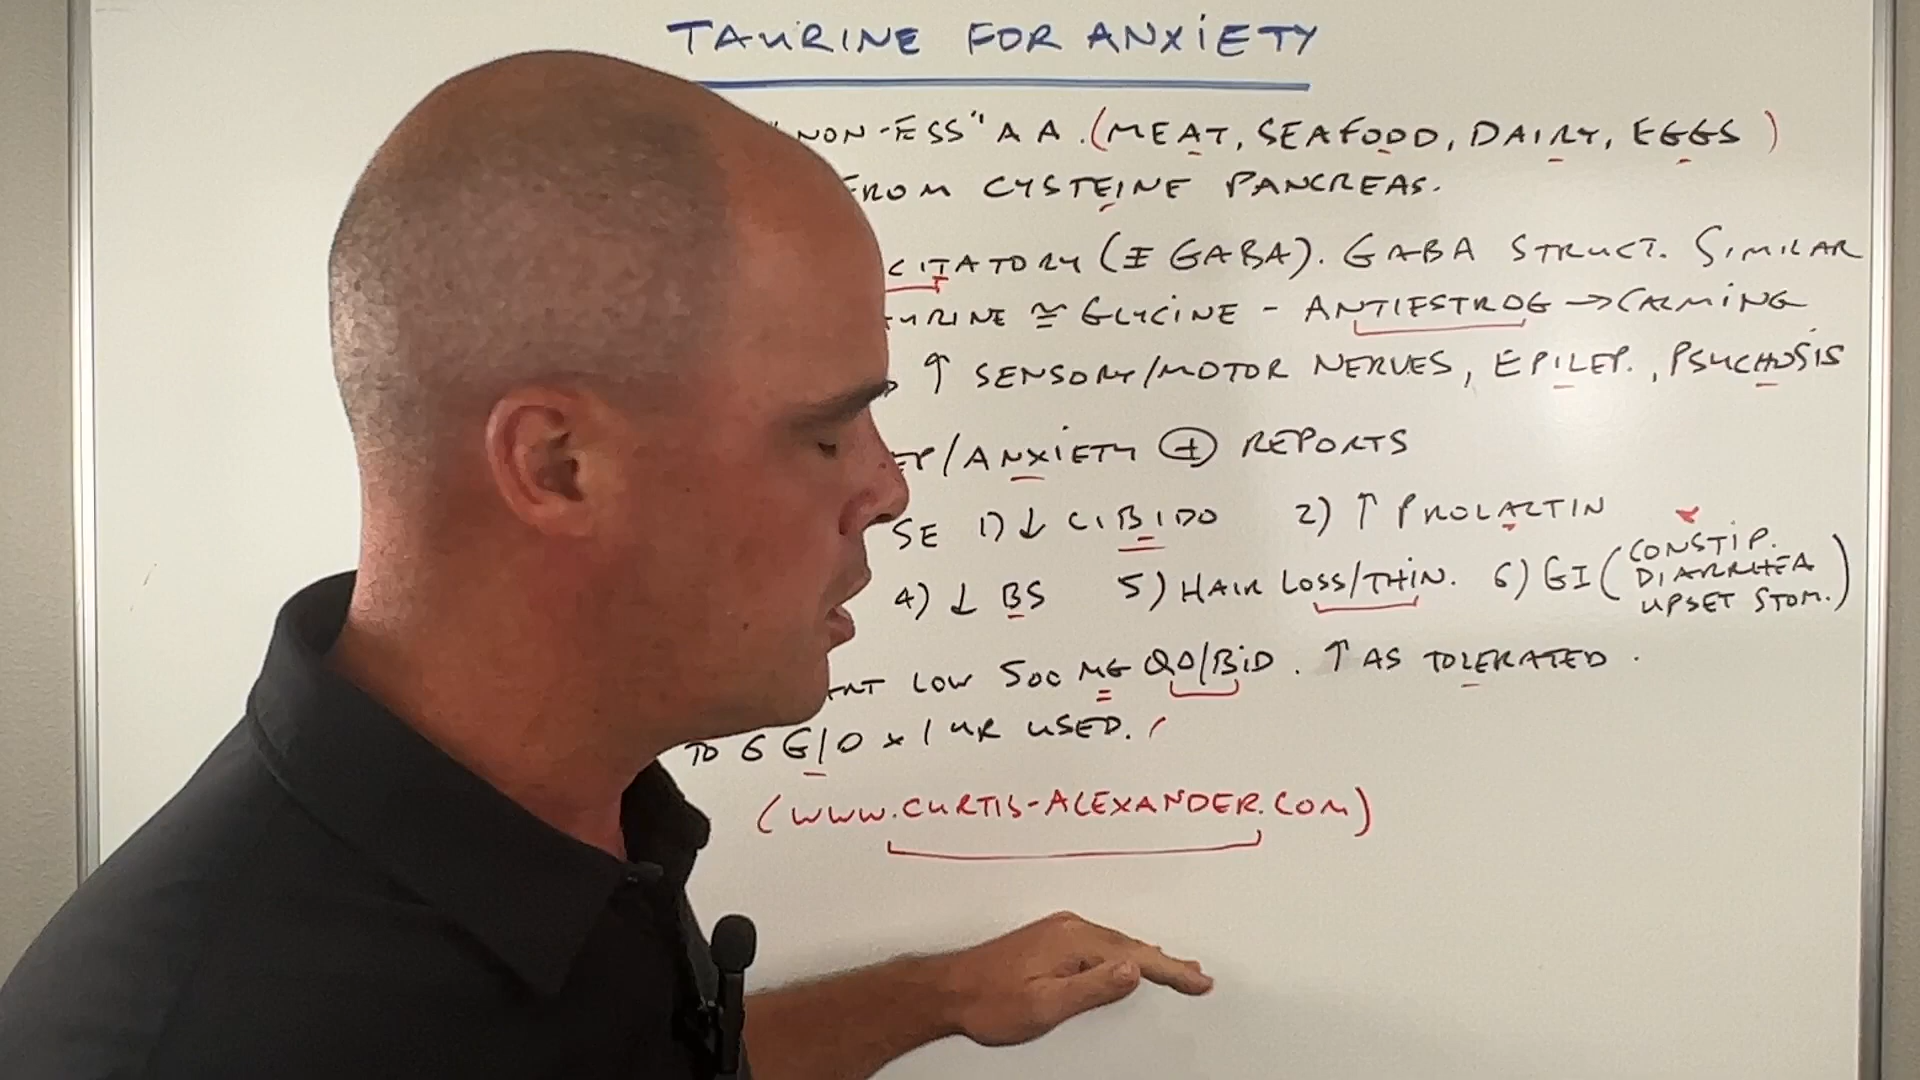 TAURINE FOR ANXIETY
"NON-ESS" AA. (MEAT, SEAFOOD, DAIRY, EGGS)
FROM CYSTEINE PANCREAS.
CITATORY (I GABA). GABA STRUCT. SIMILAR
URINE ≅ GLYCINE - ANTIESTROG → CALMING
↑ SENSORY/MOTOR NERVES, EPILEP., PSYCHOSIS
EP/ANXIETY ⊕ REPORTS
SE 1) ↓ LIBIDO 2) ↑ PROLACTIN
4) ↓ BS 5) HAIR LOSS/THIN. 6) GI (CONSTIP. DIARRHEA UPSET STOM.)
LOW 500 MG QD/BID. ↑ AS TOLERATED.
TO 6 G/D x 1 YR USED.
(WWW.CURTIS-ALEXANDER.COM)